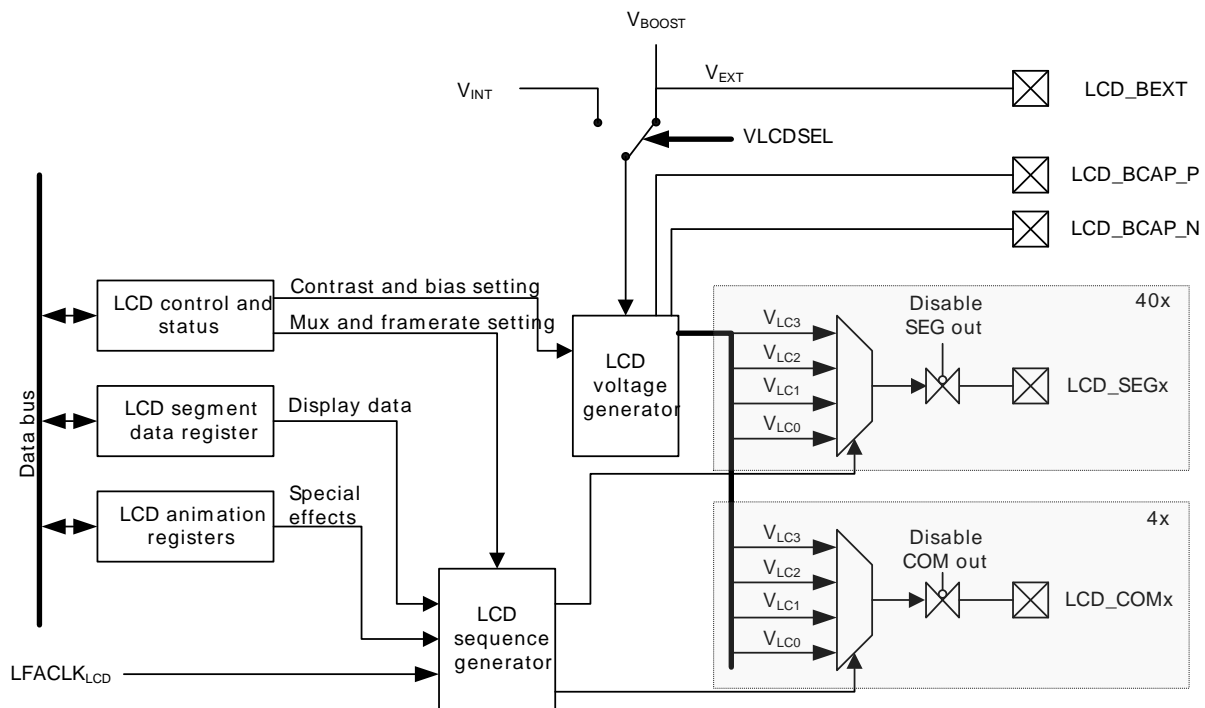 VBOOST
VINT
VEXT
LCD_BEXT
VLCDSEL
LCD_BCAP_P
LCD_BCAP_N
Data bus
LCD control and
status
Contrast and bias setting
Mux and framerate setting
LCD segment
data register
Display data
LCD animation
registers
Special
effects
LCD
voltage
generator
40x
Disable
SEG out
VLC3
VLC2
VLC1
VLC0
LCD_SEGx
4x
Disable
COM out
VLC3
VLC2
VLC1
VLC0
LCD_COMx
LCD
sequence
generator
LFACLKLCD